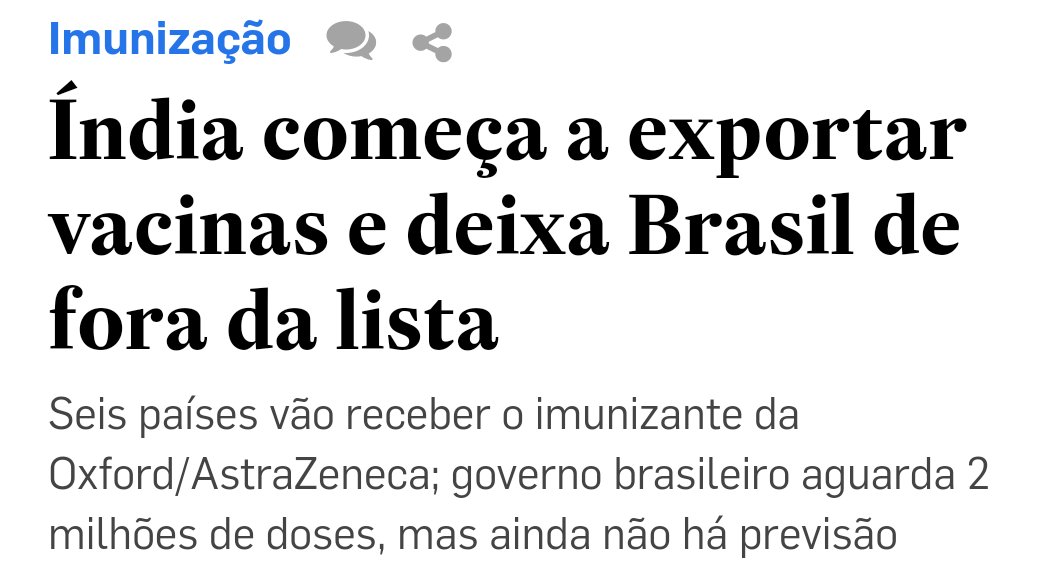 Imunização
Índia começa a exportar
vacinas e deixa Brasil de
fora da lista
Seis países vão receber o imunizante da
Oxford/AstraZeneca; governo brasileiro aguarda 2
milhões de doses, mas ainda não há previsão